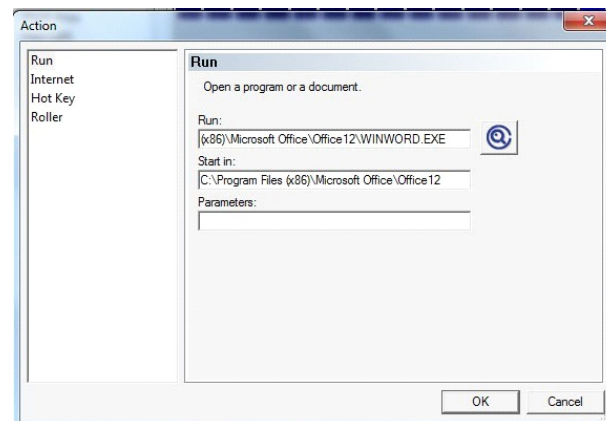 Action
Run
Internet
Hot Key
Roller
Run
Open a program or a document.
Run:
(x86)\Microsoft Office\Office12\WINWORD.EXE
Start in:
C:\Program Files (x86)\Microsoft Office\Office12
Parameters:
OK
Cancel